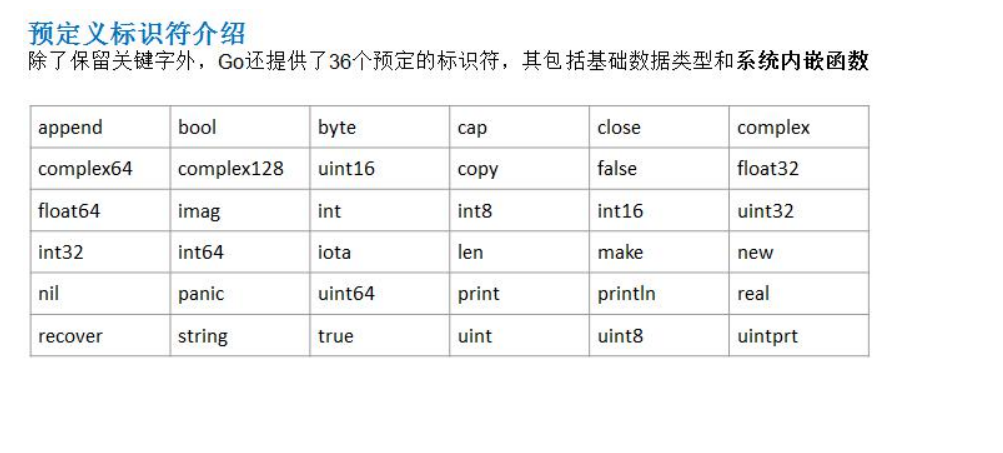 预定义标识符介绍
除了保留关键字外，Go还提供了36个预定的标识符，其包括基础数据类型和系统内嵌函数
append bool byte cap close complex
complex64 complex128 uint16 copy false float32
float64 imag int int8 int16 uint32
int32 int64 iota len make new
nil panic uint64 print println real
recover string true uint uint8 uintprt